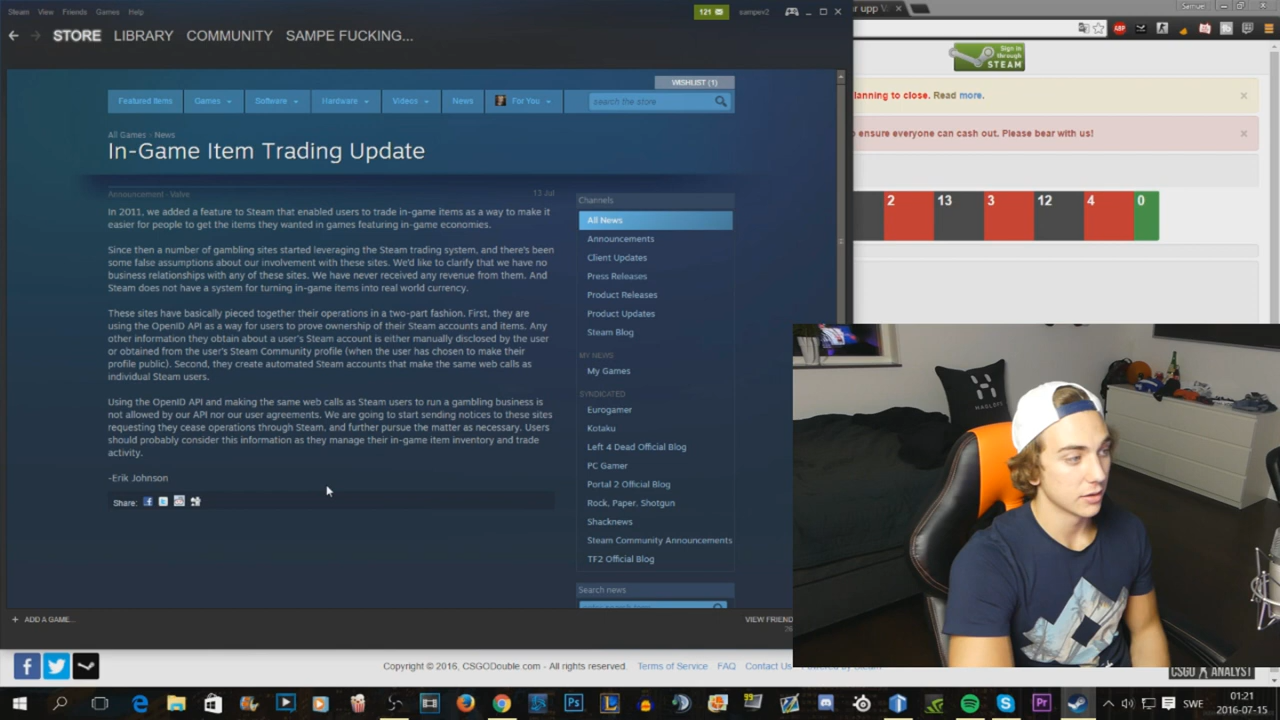 Steam View Friends Games Help
121
sampev2
STORE LIBRARY COMMUNITY SAMPE FUCKING...
WISHLIST (1)
Featured Items Games Software Hardware Videos News For You search the store
All Games > News
In-Game Item Trading Update
Announcement - Valve 13 Jul
In 2011, we added a feature to Steam that enabled users to trade in-game items as a way to make it
easier for people to get the items they wanted in games featuring in-game economies.
Since then a number of gambling sites started leveraging the Steam trading system, and there's been
some false assumptions about our involvement with these sites. We'd like to clarify that we have no
business relationships with any of these sites. We have never received any revenue from them. And
Steam does not have a system for turning in-game items into real world currency.
These sites have basically pieced together their operations in a two-part fashion. First, they are
using the OpenID API as a way for users to prove ownership of their Steam accounts and items. Any
other information they obtain about a user's Steam account is either manually disclosed by the user
or obtained from the user's Steam Community profile (when the user has chosen to make their
profile public). Second, they create automated Steam accounts that make the same web calls as
individual Steam users.
Using the OpenID API and making the same web calls as Steam users to run a gambling business is
not allowed by our API nor our user agreements. We are going to start sending notices to these sites
requesting they cease operations through Steam, and further pursue the matter as necessary. Users
should probably consider this information as they manage their in-game item inventory and trade
activity.
-Erik Johnson
Share:
Channels
All News
Announcements
Client Updates
Press Releases
Product Releases
Product Updates
Steam Blog
MY NEWS
My Games
SYNDICATED
Eurogamer
Kotaku
Left 4 Dead Official Blog
PC Gamer
Portal 2 Official Blog
Rock, Paper, Shotgun
Shacknews
Steam Community Announcements
TF2 Official Blog
Search news
+ ADD A GAME...
VIEW FRIEND
upp
Samue
ABP
Sign in
through
STEAM
lanning to close. Read more.
ensure everyone can cash out. Please bear with us!
2 13 3 12 4 0
Copyright © 2016, CSGODouble.com - All rights reserved. Terms of Service FAQ Contact Us
CSGO ANALYST
99
SWE
01:21
2016-07-15